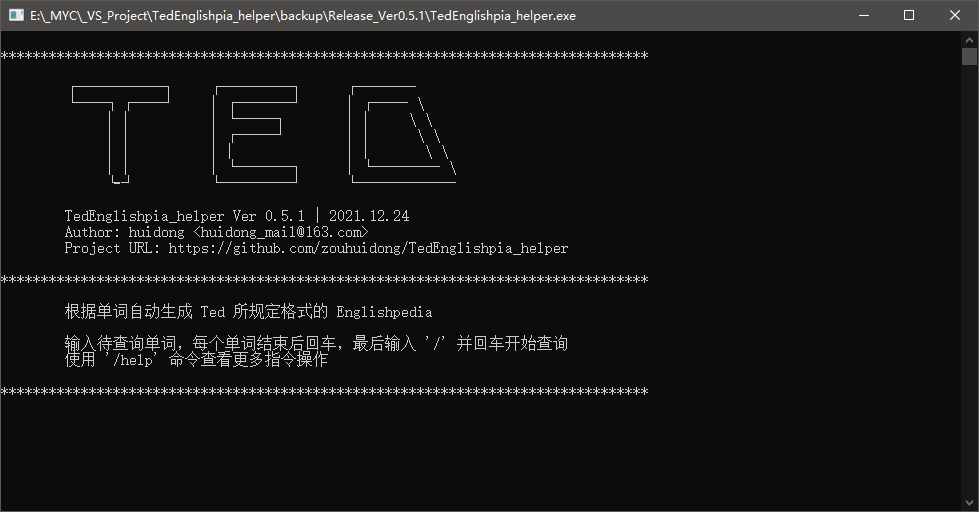 E:\_MYC\_VS_Project\TedEnglishpia_helper\backup\Release_Ver0.5.1\TedEnglishpia_helper.exe
*********************************************************************************
TED
TedEnglishpia_helper Ver 0.5.1 | 2021.12.24
Author: huidong <huidong_mail@163.com>
Project URL: https://github.com/zouhuidong/TedEnglishpia_helper
*********************************************************************************
根据单词自动生成 Ted 所规定格式的 Englishpedia
输入待查询单词，每个单词结束后回车，最后输入 '/' 并回车开始查询
使用 '/help' 命令查看更多指令操作
*********************************************************************************